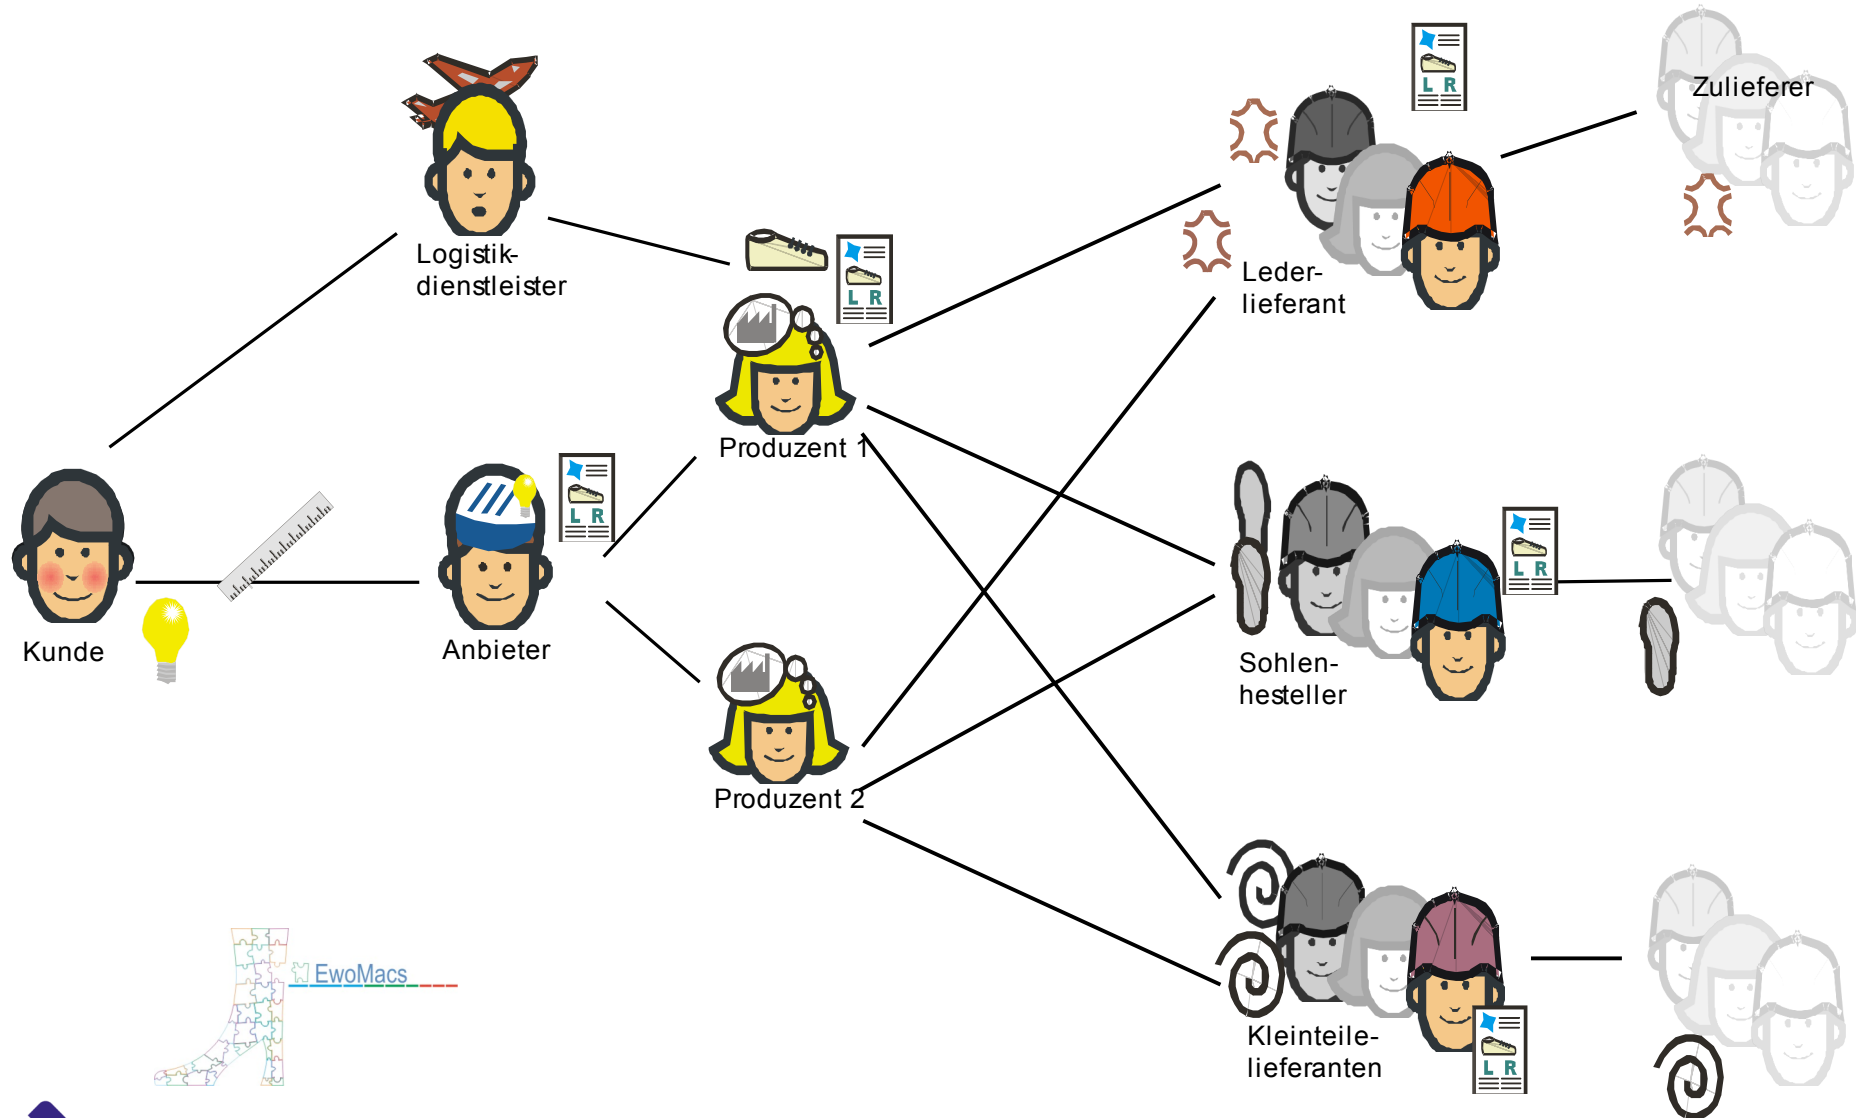 Zulieferer
L R
Logistik-
dienstleister
L R
Leder-
lieferant
Produzent 1
L R
Kunde
Anbieter
L R
Sohlen-
hesteller
Produzent 2
EwoMacs
Kleinteile-
lieferanten
L R